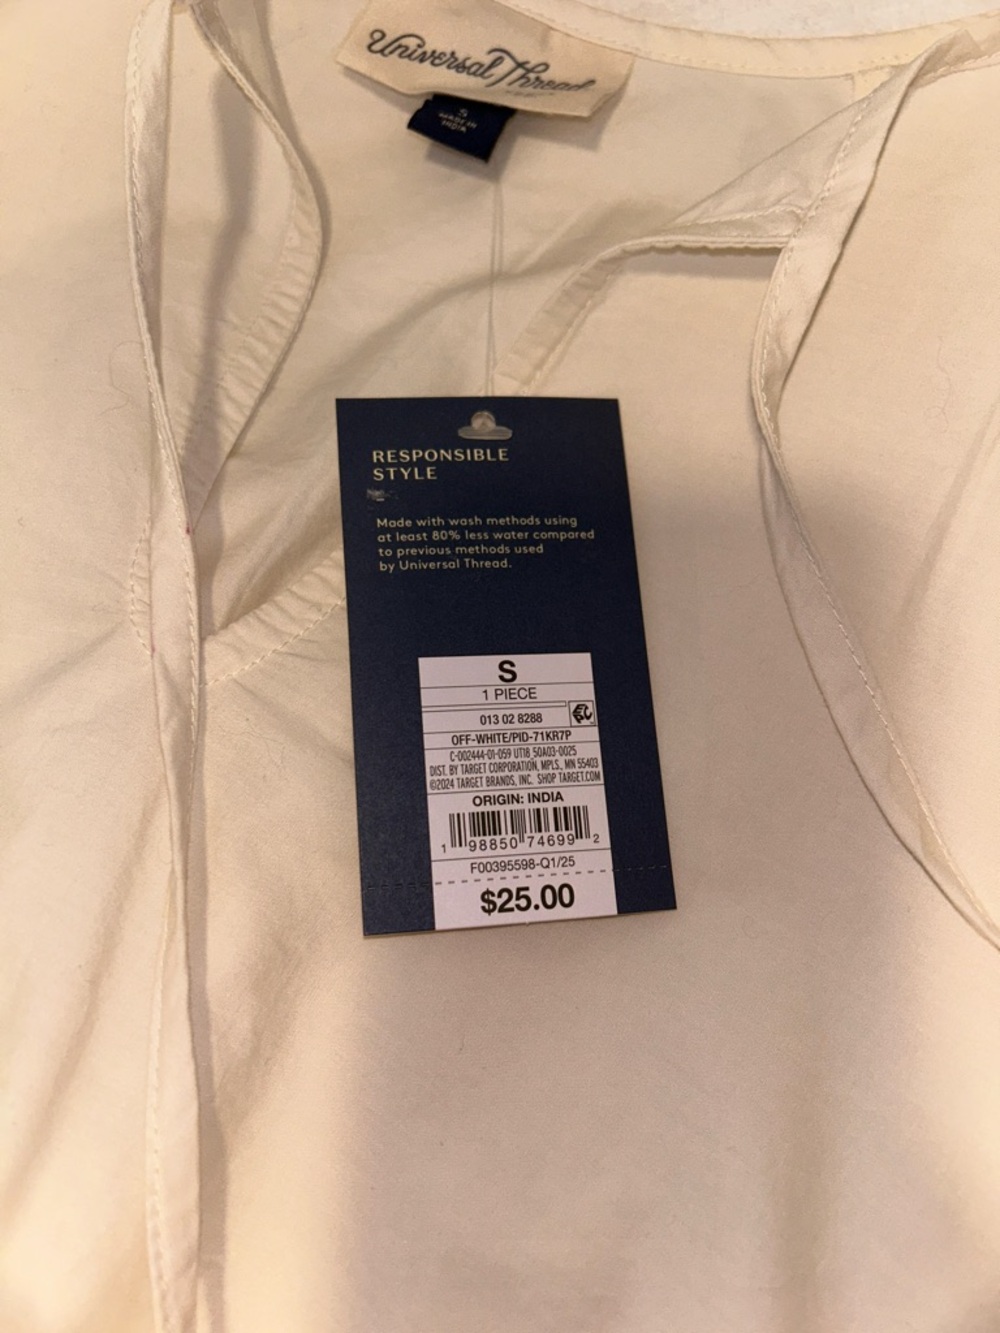 Universal Thread
S
MADE IN
INDIA
RESPONSIBLE
STYLE
Made with wash methods using
at least 80% less water compared
to previous methods used
by Universal Thread.
S
1 PIECE
013 02 8288
OFF-WHITE/PID-71KR7P
C-002444-01-059 UT18 50A03-0025
DIST. BY TARGET CORPORATION, MPLS., MN 55403
©2024 TARGET BRANDS, INC. SHOP TARGET.COM
ORIGIN: INDIA
1 98850 74699 2
F00395598-Q1/25
$25.00